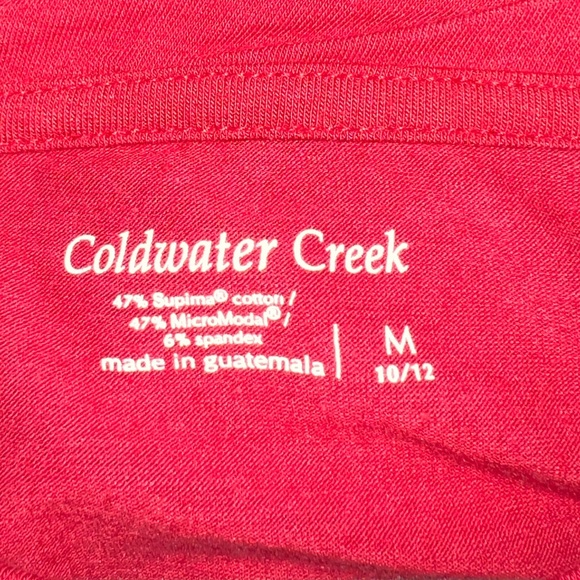 Coldwater Creek
47% Supima® cotton /
47% MicroModal® /
6% spandex
made in guatemala
M
10/12